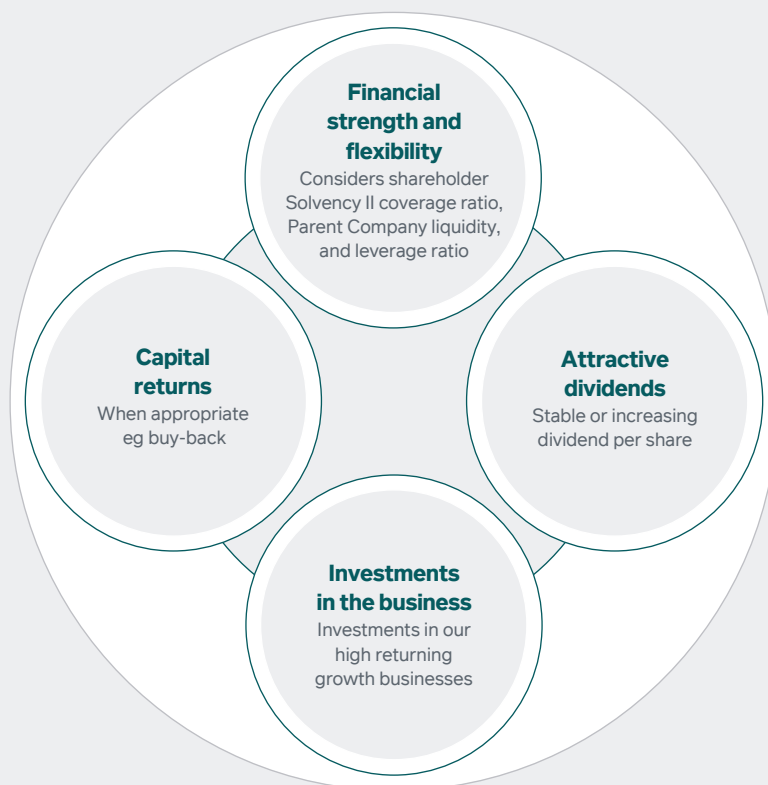 Financial
strength and
flexibility
Considers shareholder
Solvency II coverage ratio,
Parent Company liquidity,
and leverage ratio
Capital
returns
When appropriate
eg buy-back
Attractive
dividends
Stable or increasing
dividend per share
Investments
in the business
Investments in our
high returning
growth businesses